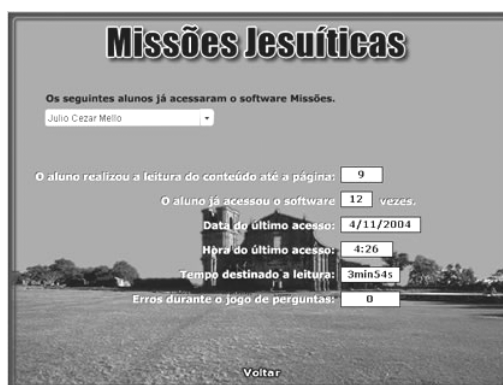 Missões Jesuíticas
Os seguintes alunos já acessaram o software Missões.
Julio Cezar Mello
O aluno realizou a leitura do conteúdo até a página: 9
O aluno já acessou o software 12 vezes.
Data do último acesso: 4/11/2004
Hora do último acesso: 4:26
Tempo destinado a leitura: 3min54s
Erros durante o jogo de perguntas: 0
Voltar